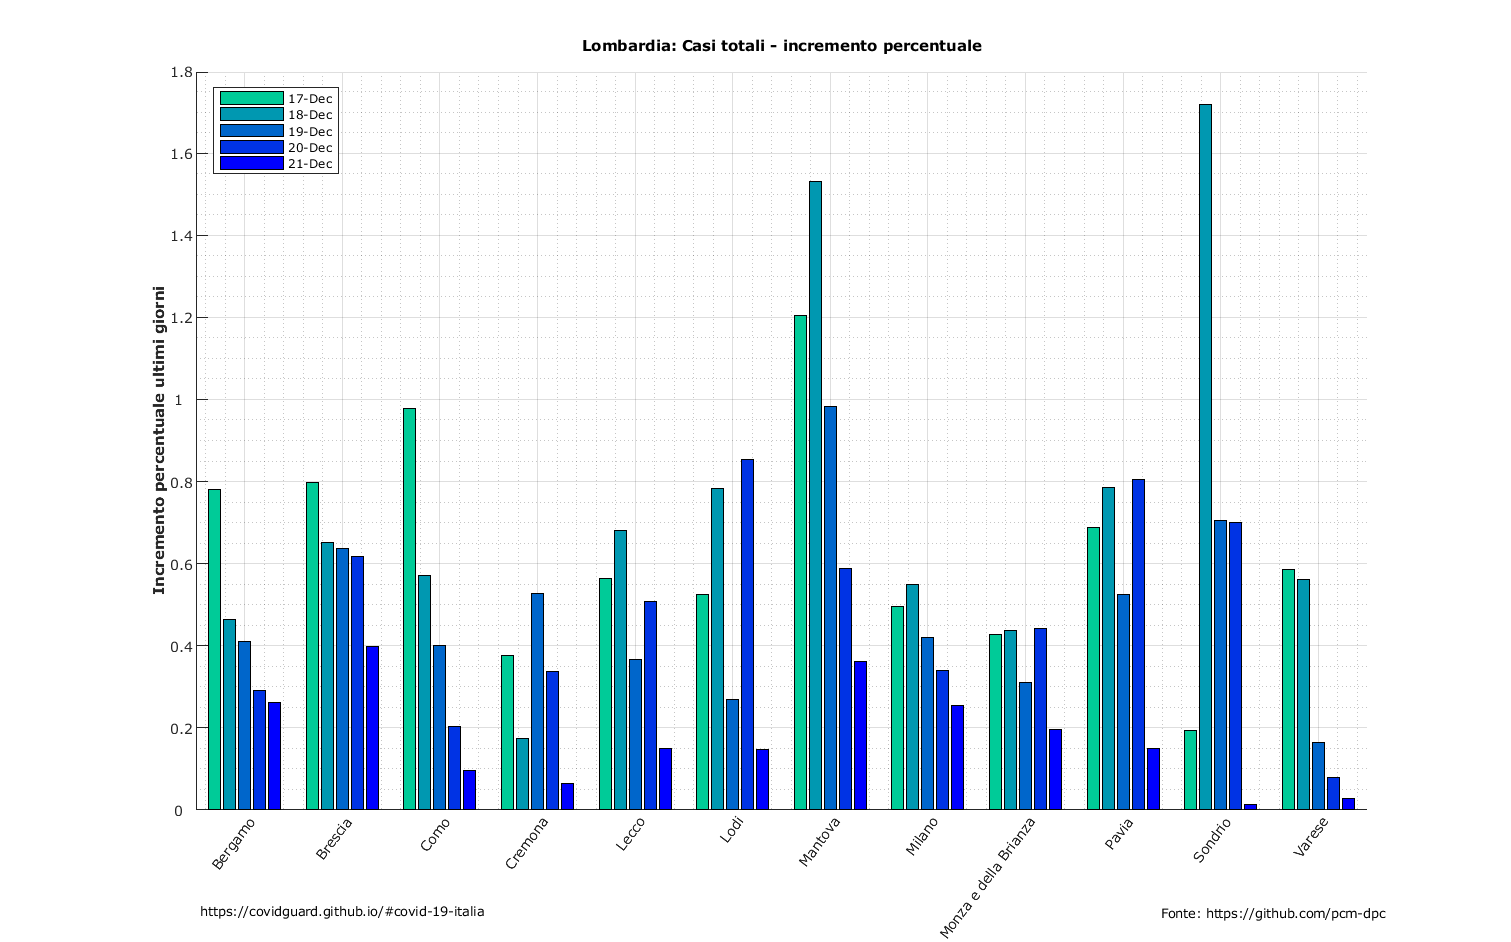 Lombardia: Casi totali - incremento percentuale
Incremento percentuale ultimi giorni
1.8
1.6
1.4
1.2
1
0.8
0.6
0.4
0.2
0
17-Dec
18-Dec
19-Dec
20-Dec
21-Dec
Bergamo
Brescia
Como
Cremona
Lecco
Lodi
Mantova
Milano
Monza e della Brianza
Pavia
Sondrio
Varese
https://covidguard.github.io/#covid-19-italia
Fonte: https://github.com/pcm-dpc